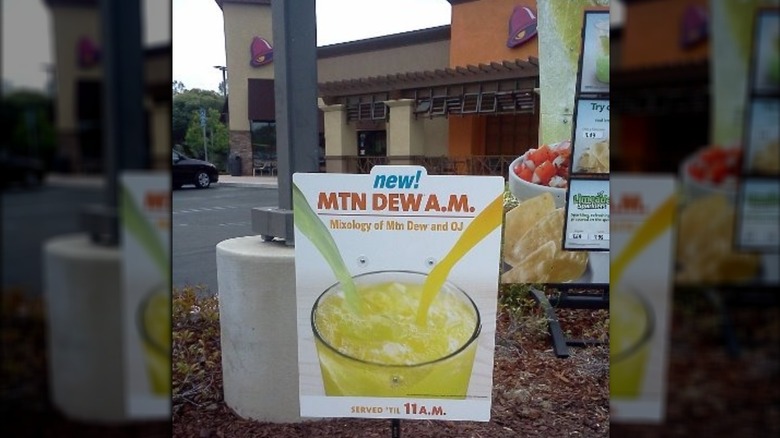 new!
MTN DEW A.M.
Mixology of Mtn Dew and OJ
SERVED 'TIL 11 A.M.
Try